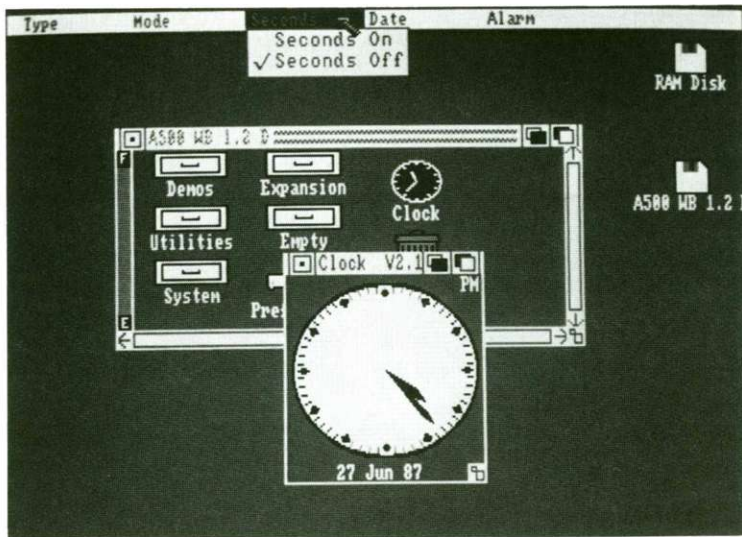 Type Mode Seconds Date Alarm
Seconds On
✓Seconds Off
RAM Disk
A500 WB 1.2 D
F
Demos Expansion
Clock
A500 WB 1.2
Utilities Empty
Clock V2.1
System
PM
Pref
E
27 Jun 87